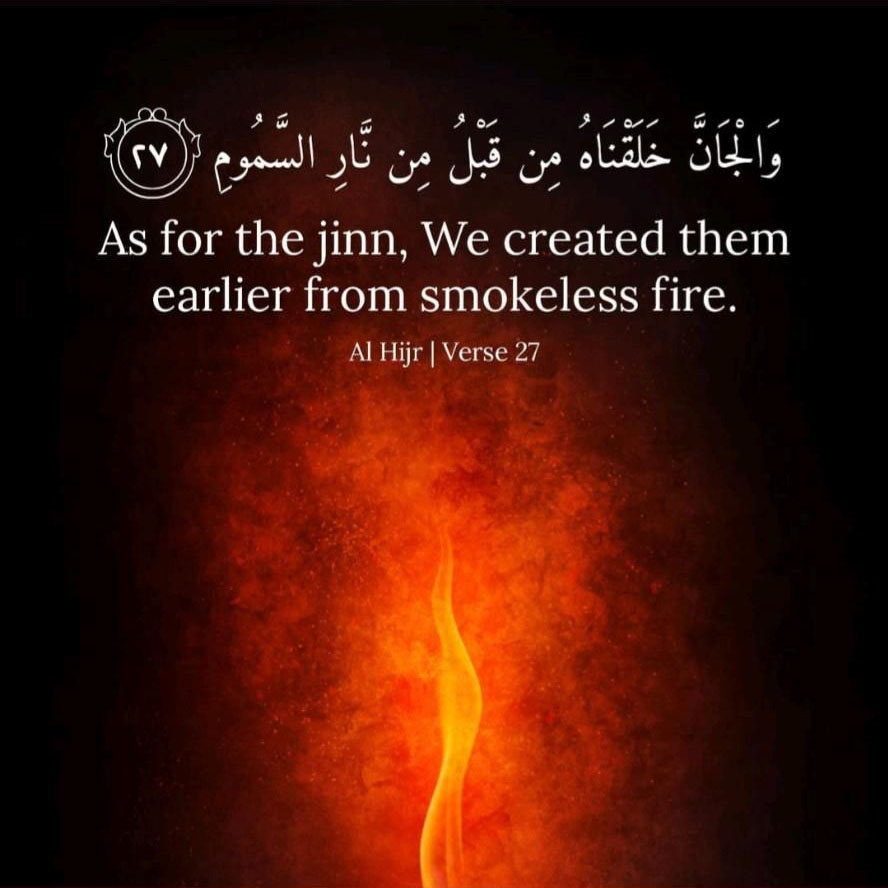 وَالْجَانَّ خَلَقْنَاهُ مِن قَبْلُ مِن نَّارِ السَّمُومِ ٢٧
As for the jinn, We created them
earlier from smokeless fire.
Al Hijr | Verse 27